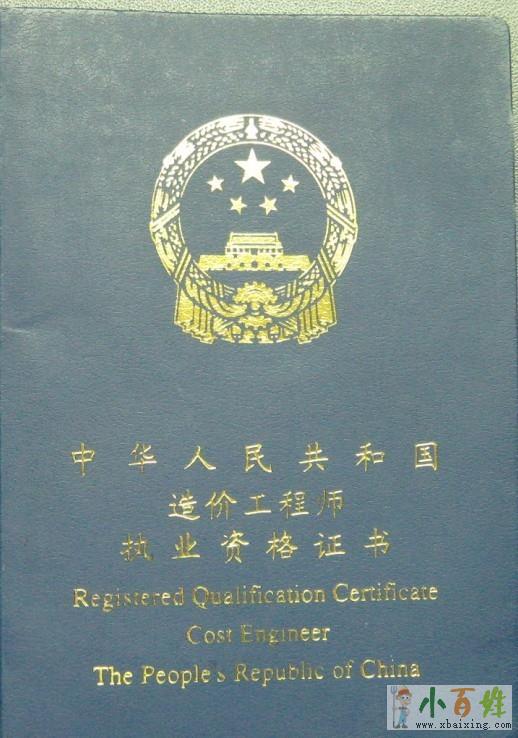 中华人民共和国
造价工程师
执业资格证书
Registered Qualification Certificate
Cost Engineer
The People's Republic of China
小百姓
www.xbaixing.com